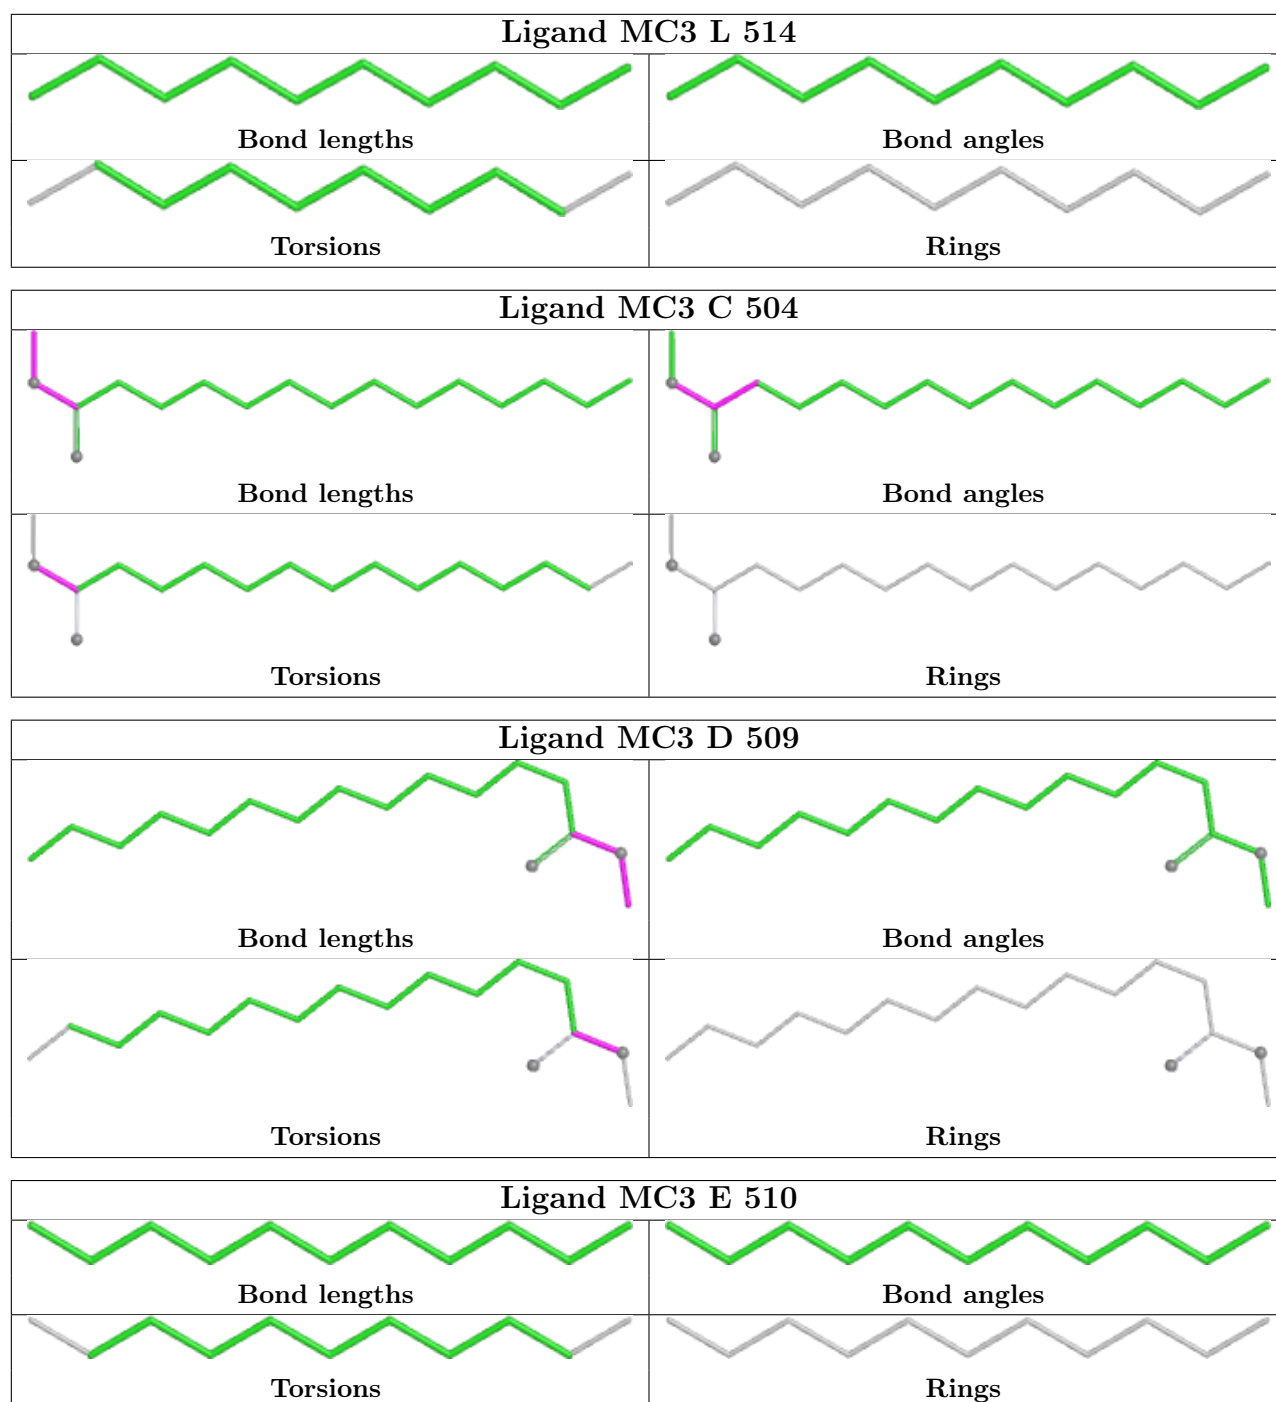 Ligand MC3 L 514
Bond lengths
Bond angles
Torsions
Rings
Ligand MC3 C 504
Bond lengths
Bond angles
Torsions
Rings
Ligand MC3 D 509
Bond lengths
Bond angles
Torsions
Rings
Ligand MC3 E 510
Bond lengths
Bond angles
Torsions
Rings